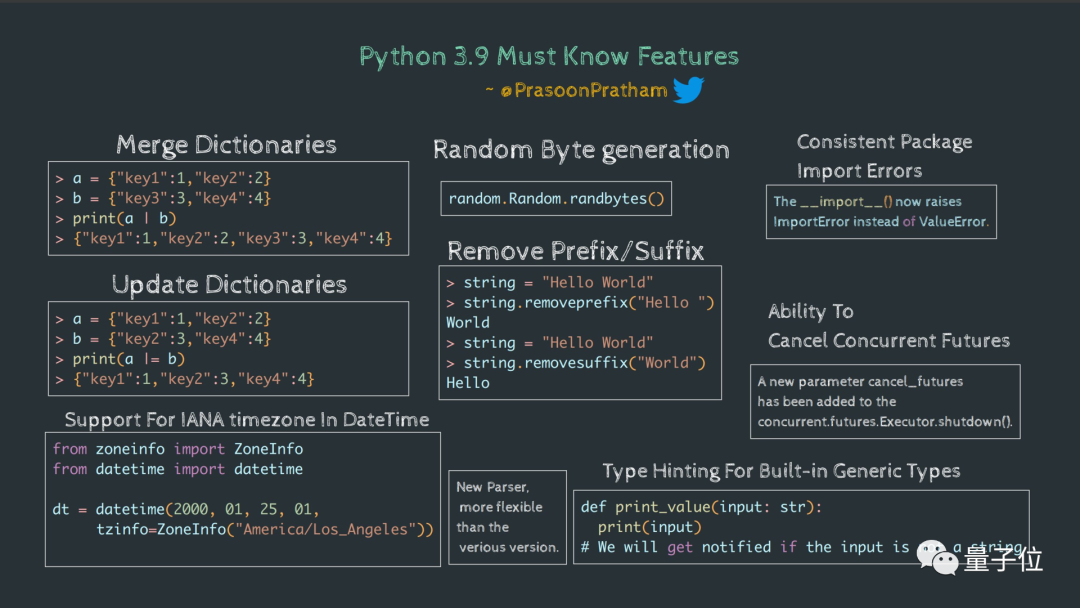 Python 3.9 Must Know Features
~ @PrasoonPratham
Merge Dictionaries
> a = {"key1":1,"key2":2}
> b = {"key3":3,"key4":4}
> print(a | b)
> {"key1":1,"key2":2,"key3":3,"key4":4}
Update Dictionaries
> a = {"key1":1,"key2":2}
> b = {"key2":3,"key4":4}
> print(a |= b)
> {"key1":1,"key2":3,"key4":4}
Support For IANA timezone In DateTime
from zoneinfo import ZoneInfo
from datetime import datetime
dt = datetime(2000, 01, 25, 01,
tzinfo=ZoneInfo("America/Los_Angeles"))
Random Byte generation
random.Random.randbytes()
Remove Prefix/Suffix
> string = "Hello World"
> string.removeprefix("Hello ")
World
> string = "Hello World"
> string.removesuffix("World")
Hello
New Parser,
more flexible
than the
verious version.
Consistent Package
Import Errors
The __import__() now raises
ImportError instead of ValueError.
Ability To
Cancel Concurrent Futures
A new parameter cancel_futures
has been added to the
concurrent.futures.Executor.shutdown().
Type Hinting For Built-in Generic Types
def print_value(input: str):
print(input)
# We will get notified if the input is a string
量子位